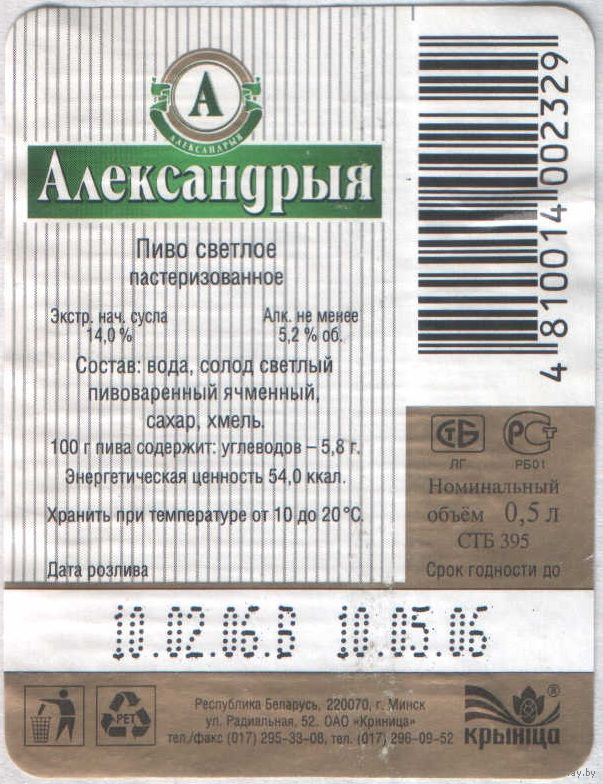 А
АЛЕКСАНДРЫЯ
Александрыя
Пиво светлое
пастеризованное
Экстр. нач. сусла
14,0 %
Алк. не менее
5,2 % об.
Состав: вода, солод светлый
пивоваренный ячменный,
сахар, хмель.
100 г пива содержит: углеводов – 5,8 г.
Энергетическая ценность 54,0 ккал.
Хранить при температуре от 10 до 20°С.
Дата розлива
4 810014 002329
СТБ
ЛГ
РСТ
РБ01
Номинальный
объём 0,5 л
СТБ 395
Срок годности до
10.02.06 В 10.05.06
PET
Республика Беларусь, 220070, г. Минск
ул. Радиальная, 52. ОАО «Криница»
тел./факс (017) 295-33-08, тел. (017) 296-09-52
крынiца
®
ay.by